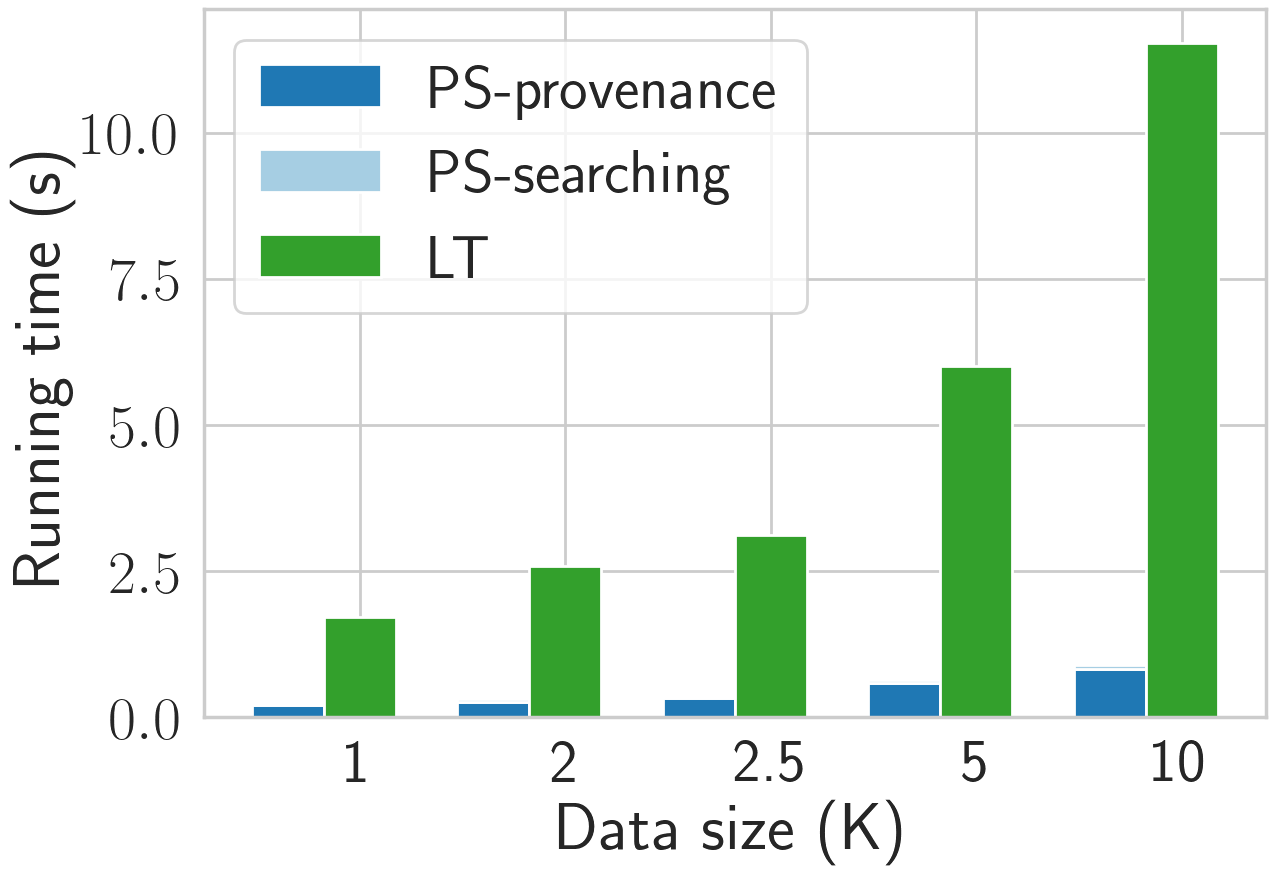 PS-provenance
PS-searching
LT
Running time (s)
10.0
7.5
5.0
2.5
0.0
1 2 2.5 5 10
Data size (K)